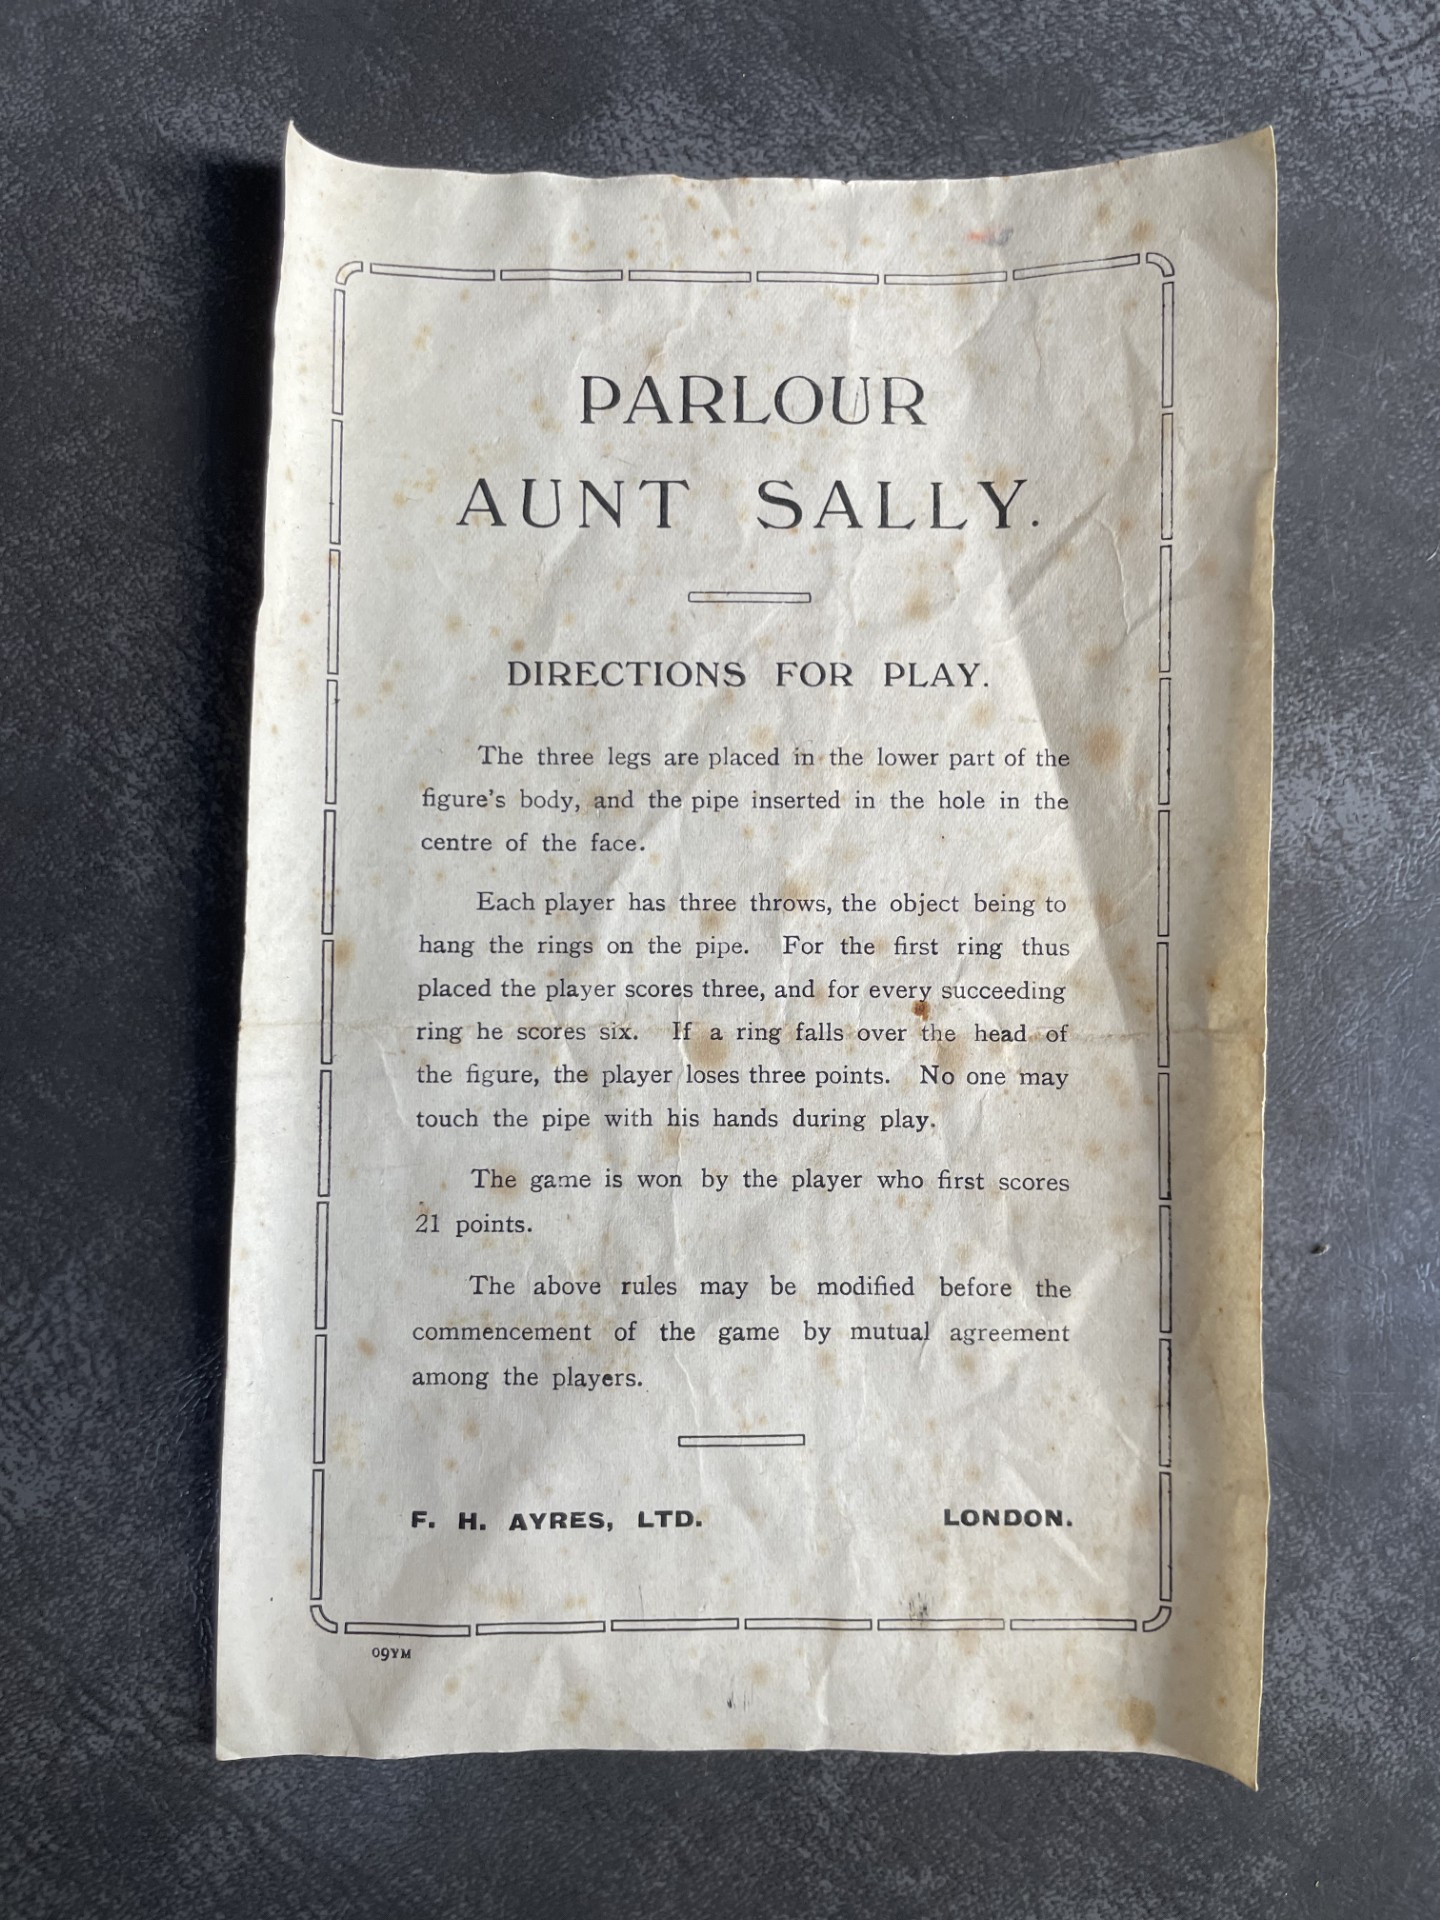 PARLOUR
AUNT SALLY.
DIRECTIONS FOR PLAY.
The three legs are placed in the lower part of the
figure's body, and the pipe inserted in the hole in the
centre of the face.
Each player has three throws, the object being to
hang the rings on the pipe. For the first ring thus
placed the player scores three, and for every succeeding
ring he scores six. If a ring falls over the head of
the figure, the player loses three points. No one may
touch the pipe with his hands during play.
The game is won by the player who first scores
21 points.
The above rules may be modified before the
commencement of the game by mutual agreement
among the players.
F. H. AYRES, LTD. LONDON.
09YM